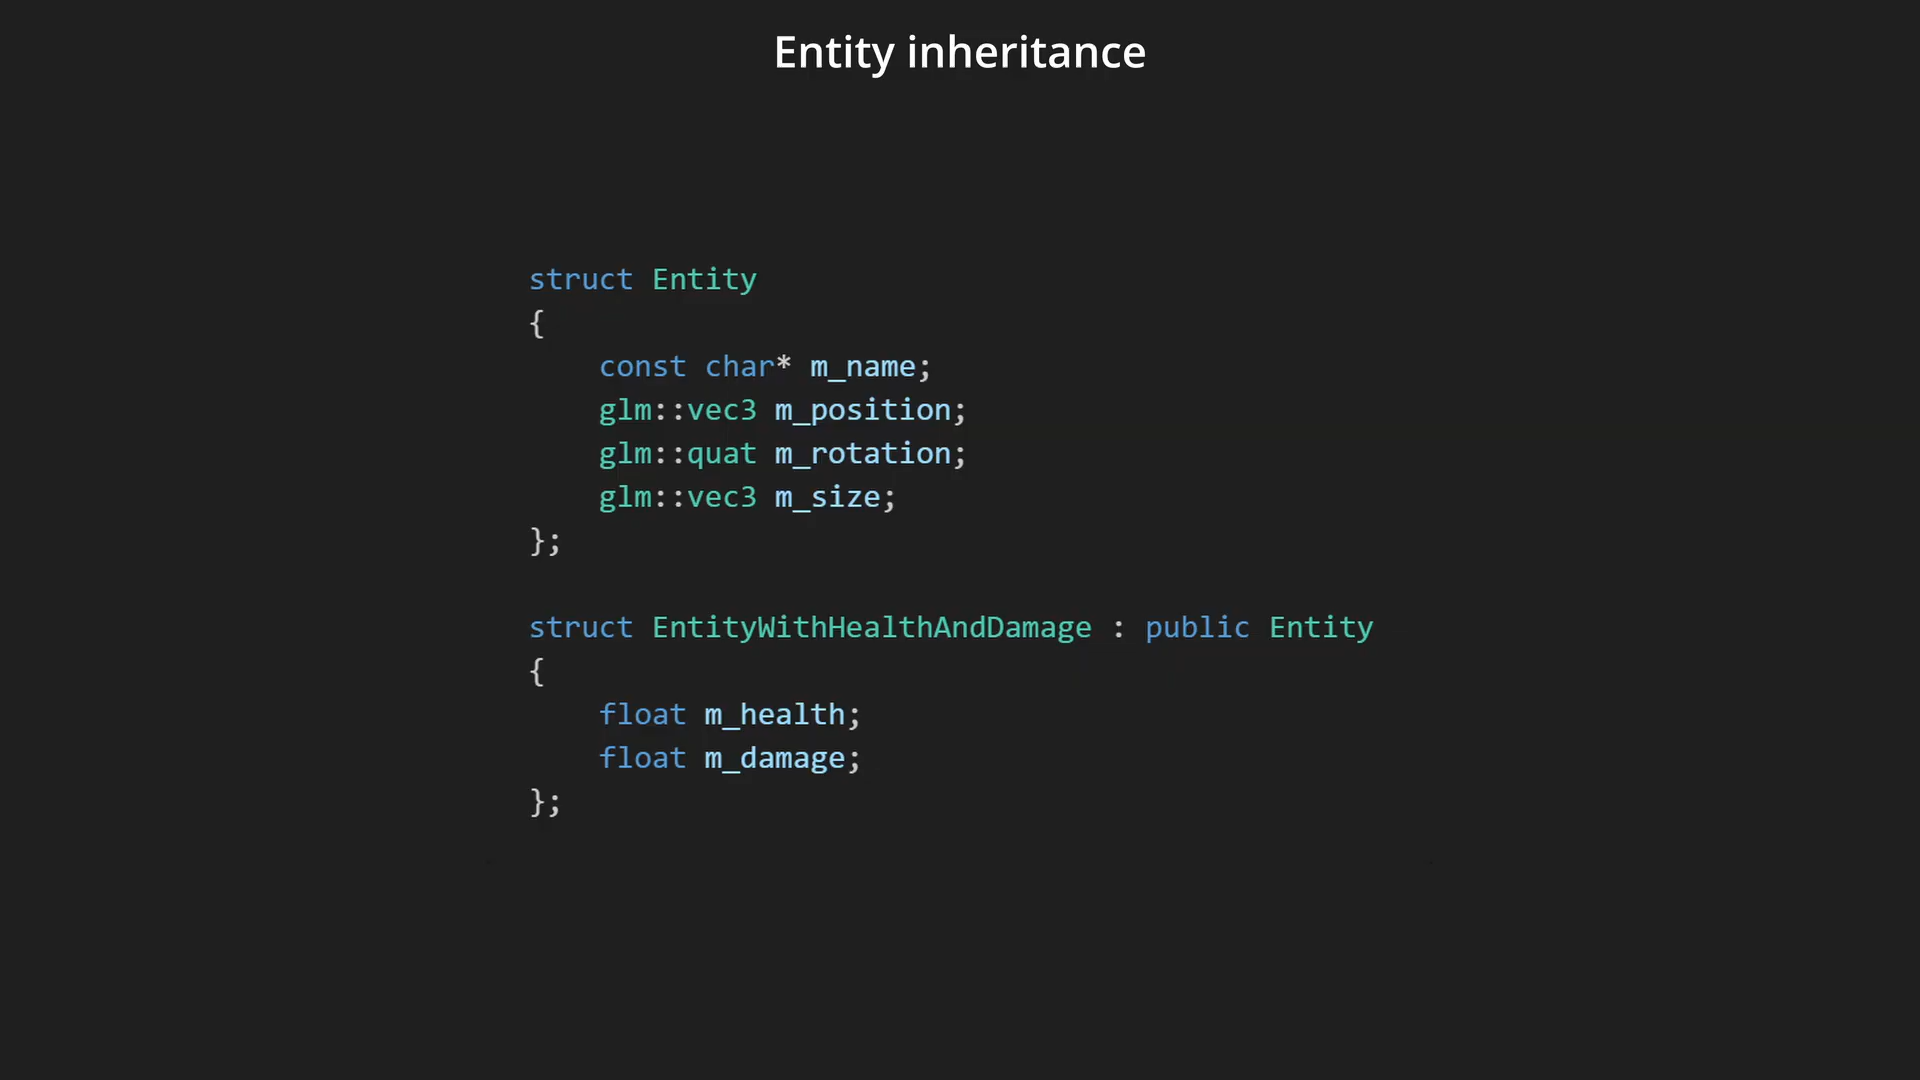 Entity inheritance
struct Entity
{
    const char* m_name;
    glm::vec3 m_position;
    glm::quat m_rotation;
    glm::vec3 m_size;
};
struct EntityWithHealthAndDamage : public Entity
{
    float m_health;
    float m_damage;
};